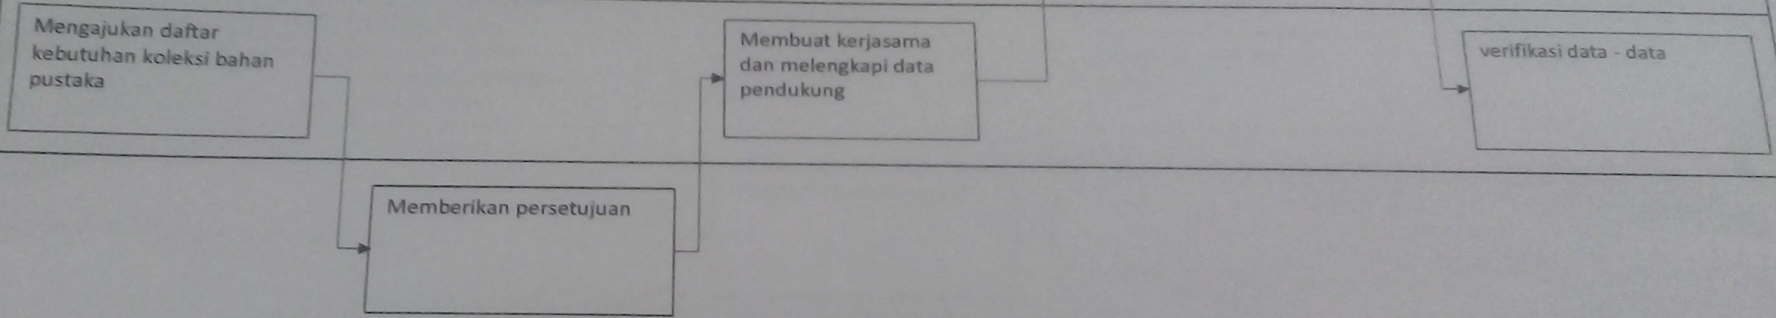 Mengajukan daftar
kebutuhan koleksi bahan
pustaka
Memberikan persetujuan
Membuat kerjasama
dan melengkapi data
pendukung
verifikasi data - data